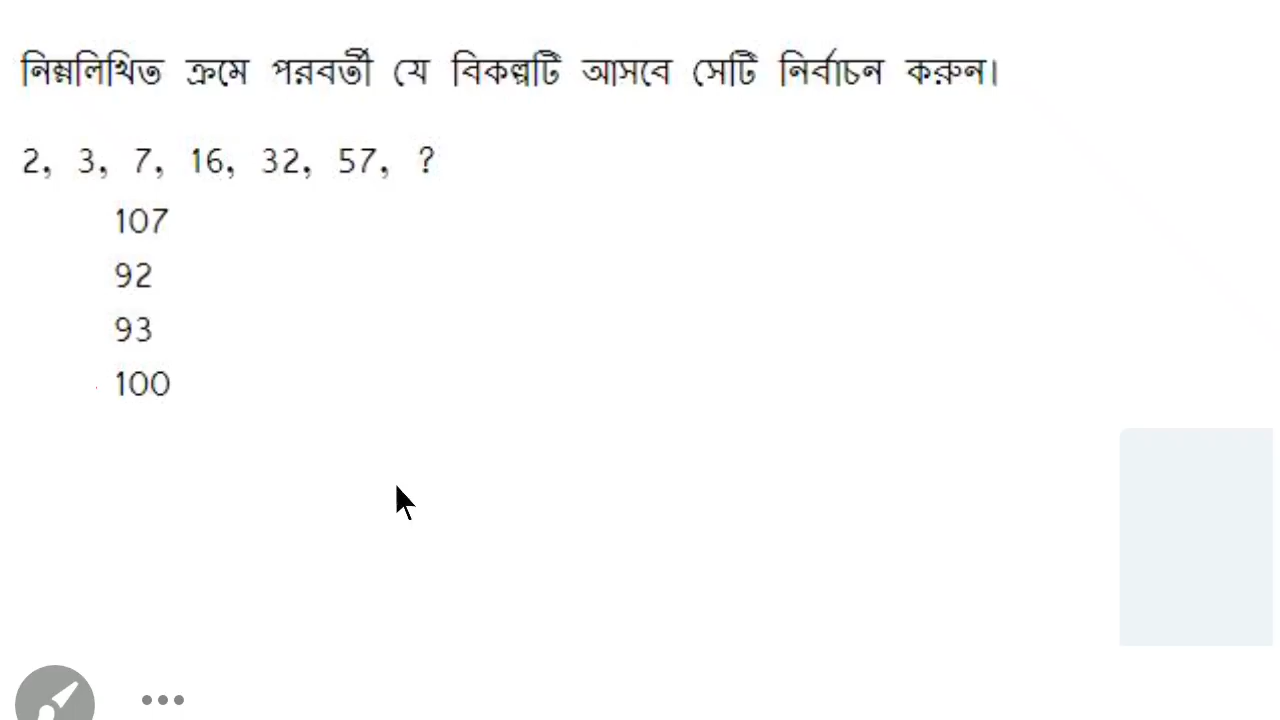 নিম্নলিখিত ক্রমে পরবর্তী যে বিকল্পটি আসবে সেটি নির্বাচন করুন।
2, 3, 7, 16, 32, 57, ?
107
92
93
100